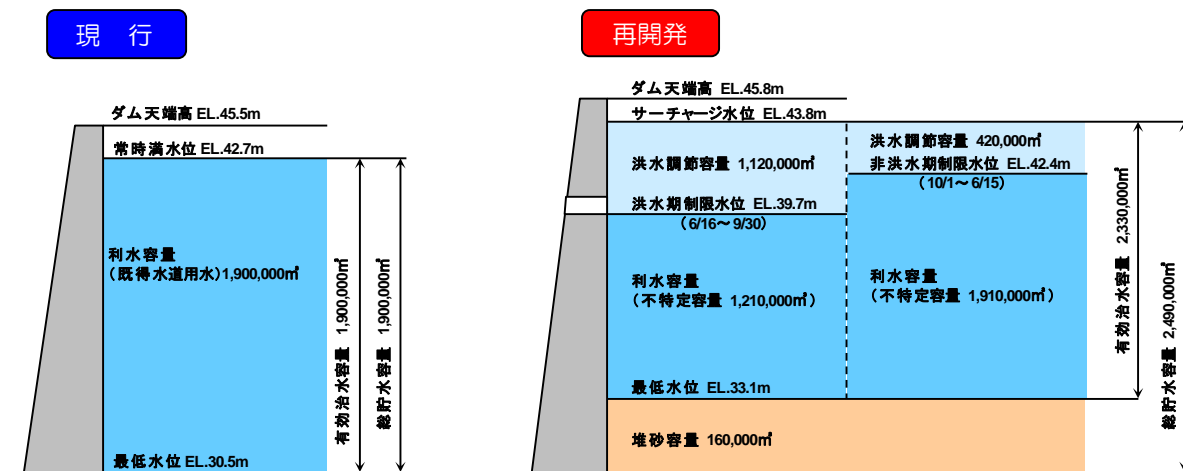 現　行
ダム天端高 EL.45.5m
常時満水位 EL.42.7m
利水容量
（既得水道用水）1,900,000㎥
最低水位 EL.30.5m
有効治水容量 1,900,000㎥
総貯水容量 1,900,000㎥
再開発
ダム天端高 EL.45.8m
サーチャージ水位 EL.43.8m
洪水調節容量 1,120,000㎥
洪水期制限水位 EL.39.7m
（6/16～9/30）
利水容量
（不特定容量 1,210,000㎥）
最低水位 EL.33.1m
堆砂容量 160,000㎥
洪水調節容量 420,000㎥
非洪水期制限水位 EL.42.4m
（10/1～6/15）
利水容量
（不特定容量 1,910,000㎥）
有効治水容量 2,330,000㎥
総貯水容量 2,490,000㎥